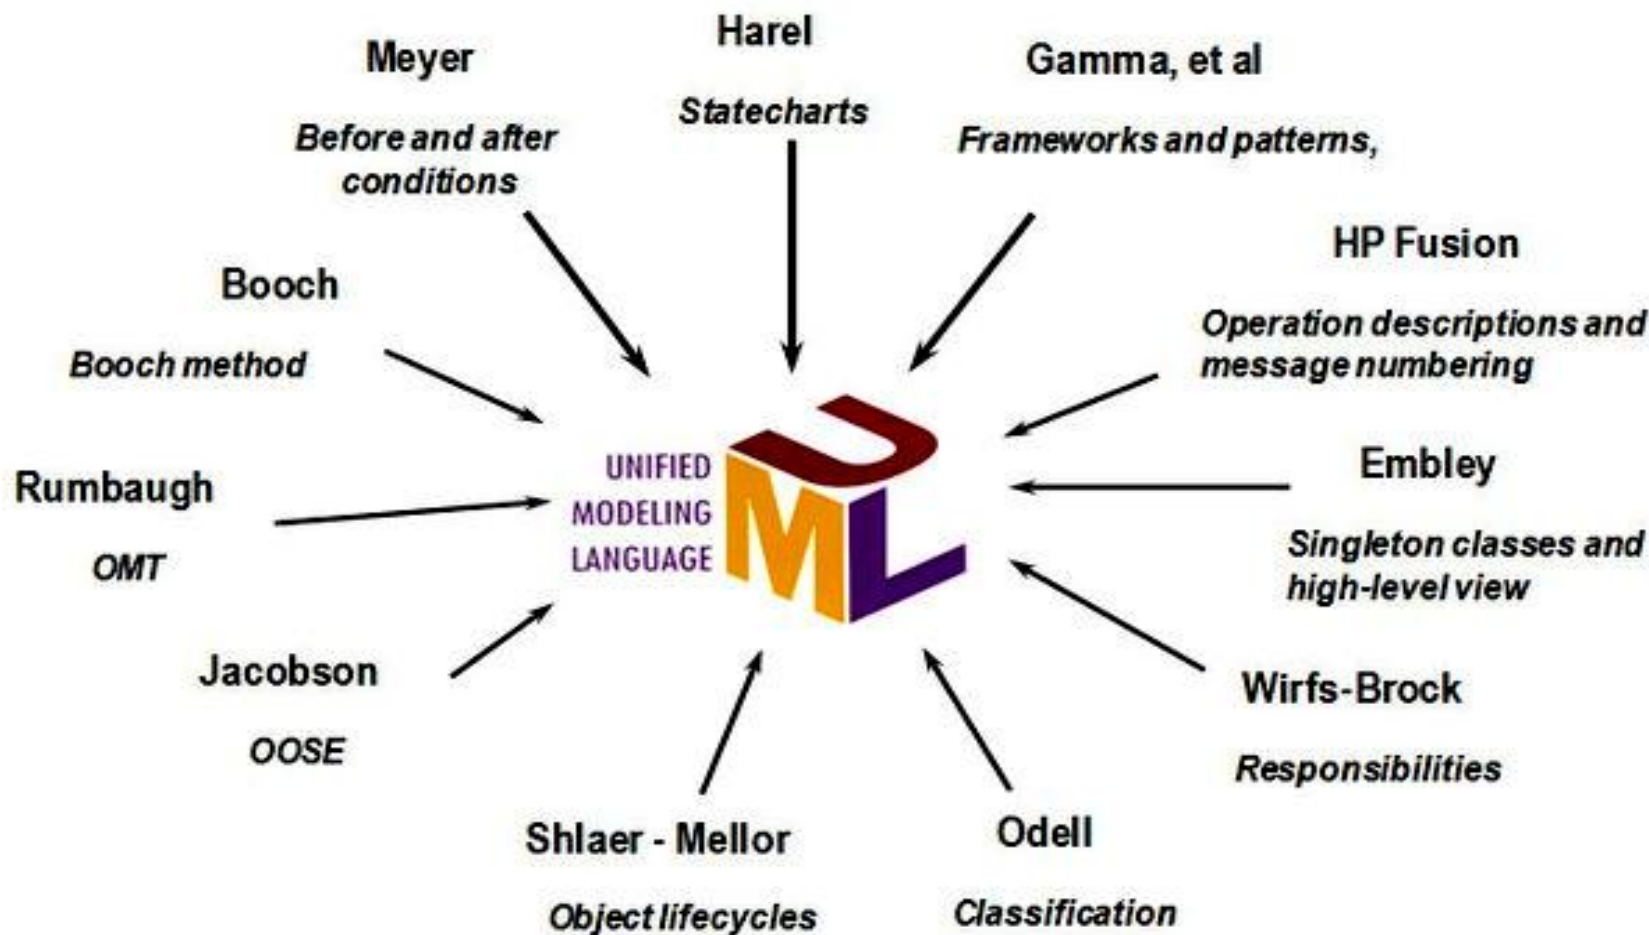 Harel
Meyer
Gamma, et al
Statecharts
Before and after
conditions
Frameworks and patterns,
HP Fusion
Booch
Operation descriptions and
message numbering
Booch method
UNIFIED
MODELING
LANGUAGE
UML
Embley
Rumbaugh
Singleton classes and
high-level view
OMT
Jacobson
Wirfs-Brock
OOSE
Responsibilities
Shlaer - Mellor
Odell
Object lifecycles
Classification